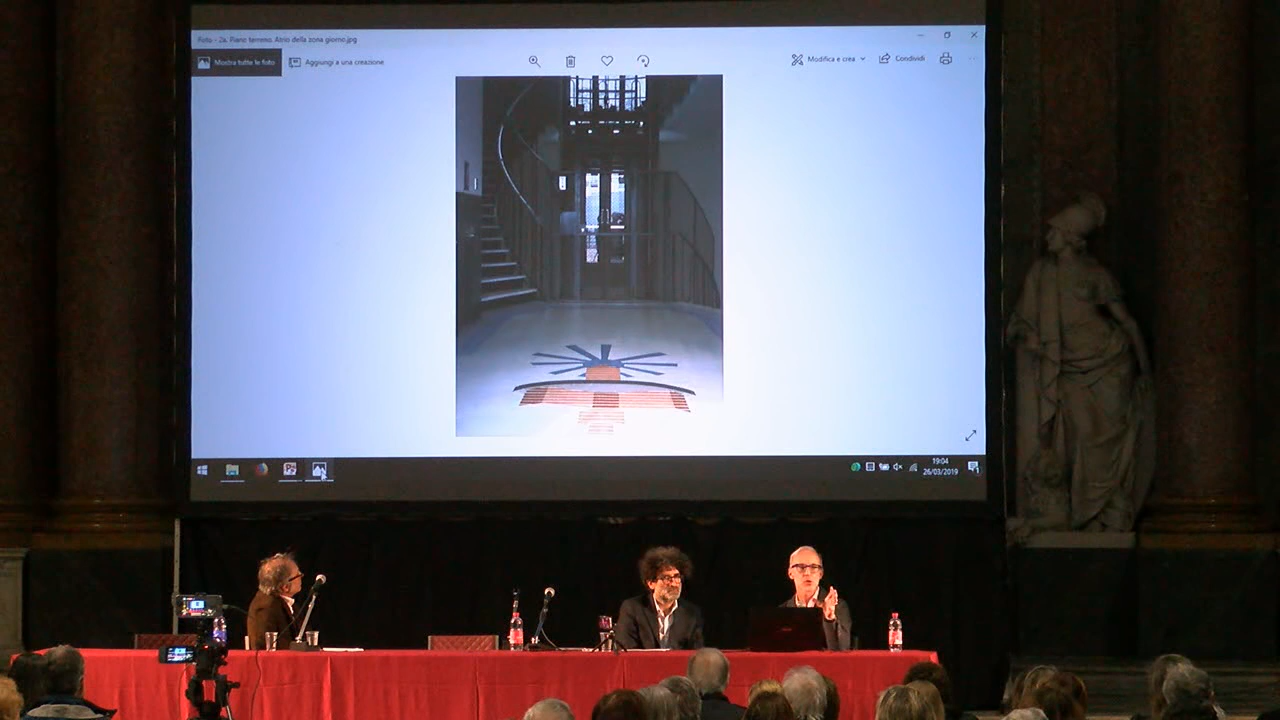 Foto - 2a. Piano terreno. Atrio della zona giorno.jpg
Mostra tutte le foto
Aggiungi a una creazione
Modifica e crea
Condividi
19:04
26/03/2019